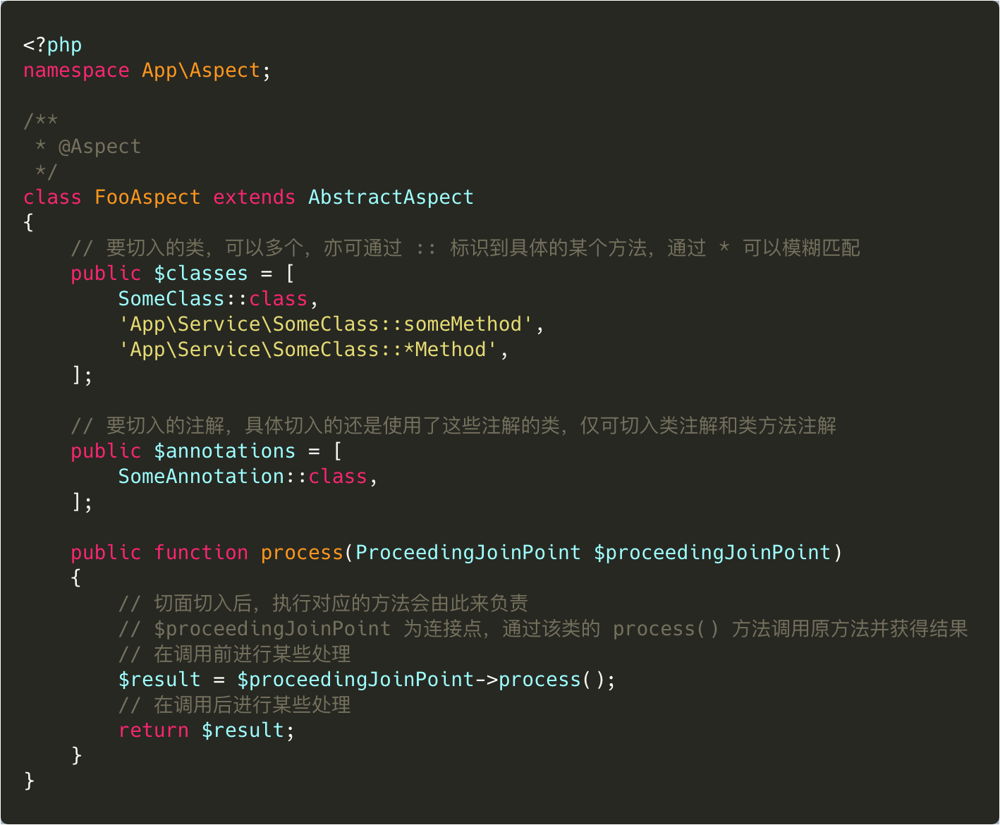 <?php
namespace App\Aspect;
/**
 * @Aspect
 */
class FooAspect extends AbstractAspect
{
    // 要切入的类，可以多个，亦可通过 :: 标识到具体的某个方法，通过 * 可以模糊匹配
    public $classes = [
        SomeClass::class,
        'App\Service\SomeClass::someMethod',
        'App\Service\SomeClass::*Method',
    ];
    // 要切入的注解，具体切入的还是使用了这些注解的类，仅可切入类注解和类方法注解
    public $annotations = [
        SomeAnnotation::class,
    ];
    public function process(ProceedingJoinPoint $proceedingJoinPoint)
    {
        // 切面切入后，执行对应的方法会由此来负责
        // $proceedingJoinPoint 为连接点，通过该类的 process() 方法调用原方法并获得结果
        // 在调用前进行某些处理
        $result = $proceedingJoinPoint->process();
        // 在调用后进行某些处理
        return $result;
    }
}